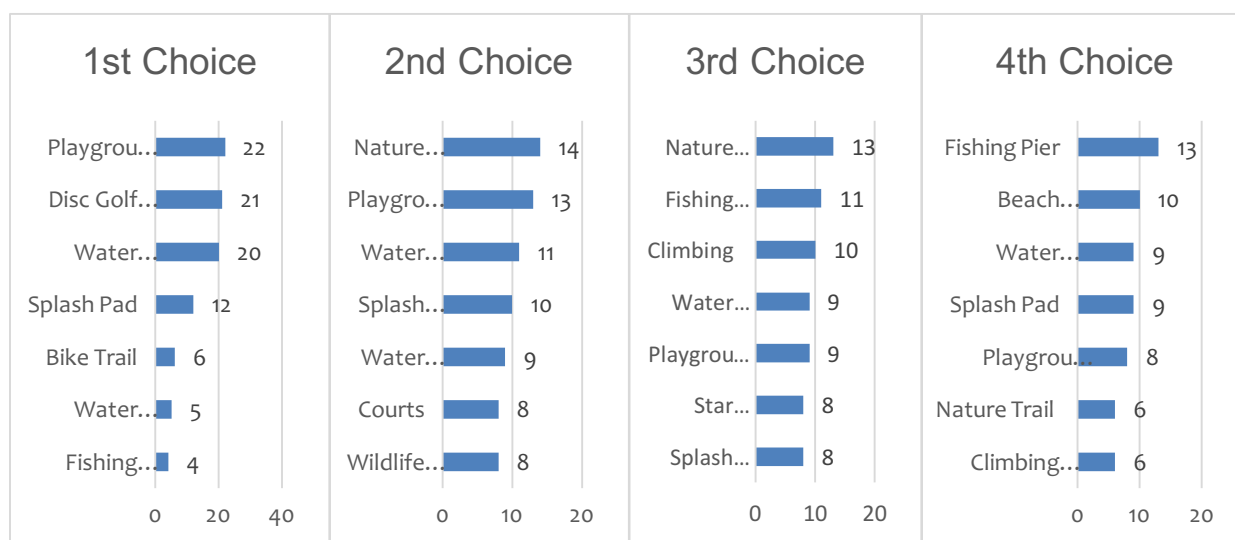 1st Choice
Playgrou... 22
Disc Golf... 21
Water... 20
Splash Pad 12
Bike Trail 6
Water... 5
Fishing... 4
0 20 40
2nd Choice
Nature... 14
Playgro... 13
Water... 11
Splash... 10
Water... 9
Courts 8
Wildlife... 8
0 10 20
3rd Choice
Nature... 13
Fishing... 11
Climbing 10
Water... 9
Playgrou... 9
Star... 8
Splash... 8
0 10 20
4th Choice
Fishing Pier 13
Beach... 10
Water... 9
Splash Pad 9
Playgrou... 8
Nature Trail 6
Climbing... 6
0 10 20